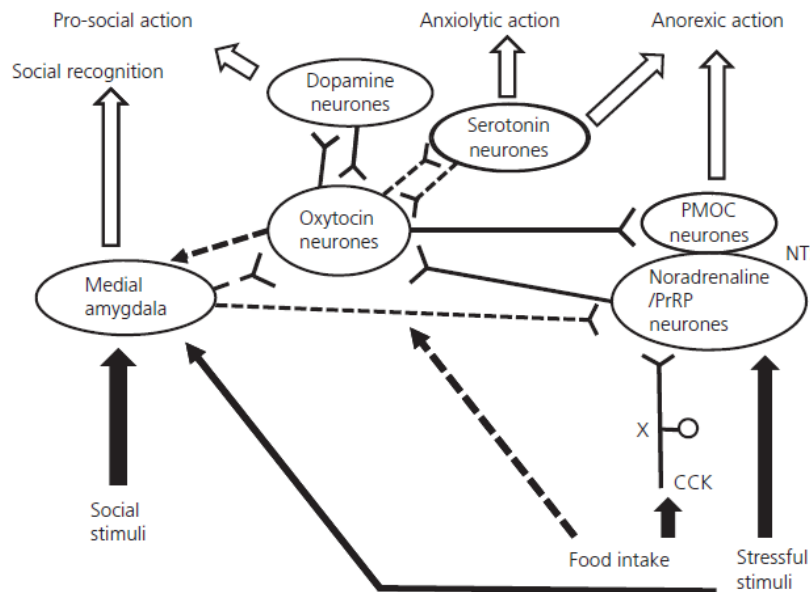 Pro-social action
Anxiolytic action
Anorexic action
Social recognition
Dopamine
neurones
Serotonin
neurones
Oxytocin
neurones
PMOC
neurones
NT
Medial
amygdala
Noradrenaline
/PrRP
neurones
X
CCK
Social
stimuli
Food intake
Stressful
stimuli